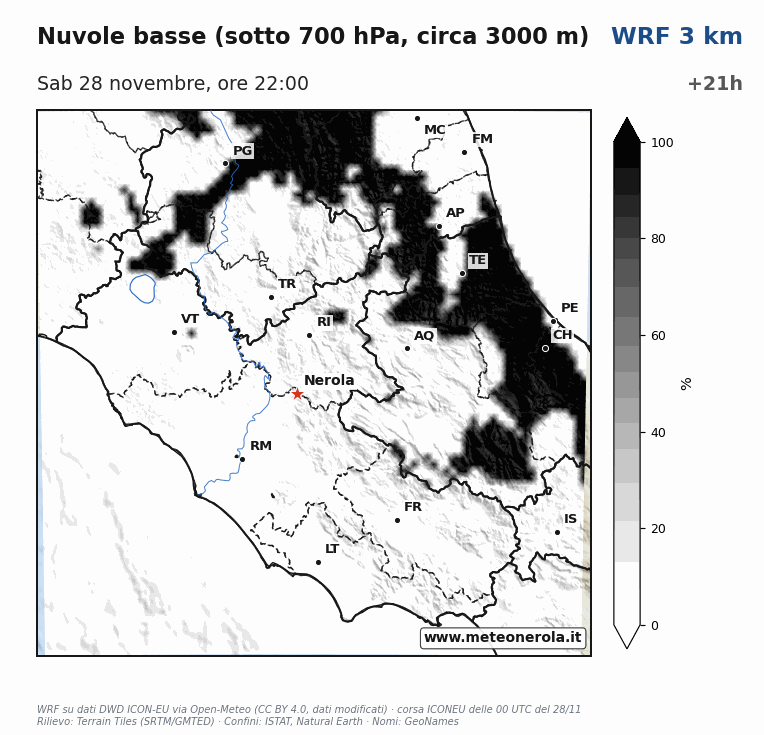 Nuvole basse (sotto 700 hPa, circa 3000 m) WRF 3 km
Sab 28 novembre, ore 22:00 +21h
MC
FM
PG
AP
TE
TR
PE
VT
RI
AQ
CH
Nerola
RM
FR
IS
LT
www.meteonerola.it
100
80
60
40
20
0
%
WRF su dati DWD ICON-EU via Open-Meteo (CC BY 4.0, dati modificati) · corsa ICONEU delle 00 UTC del 28/11
Rilievo: Terrain Tiles (SRTM/GMTED) · Confini: ISTAT, Natural Earth · Nomi: GeoNames